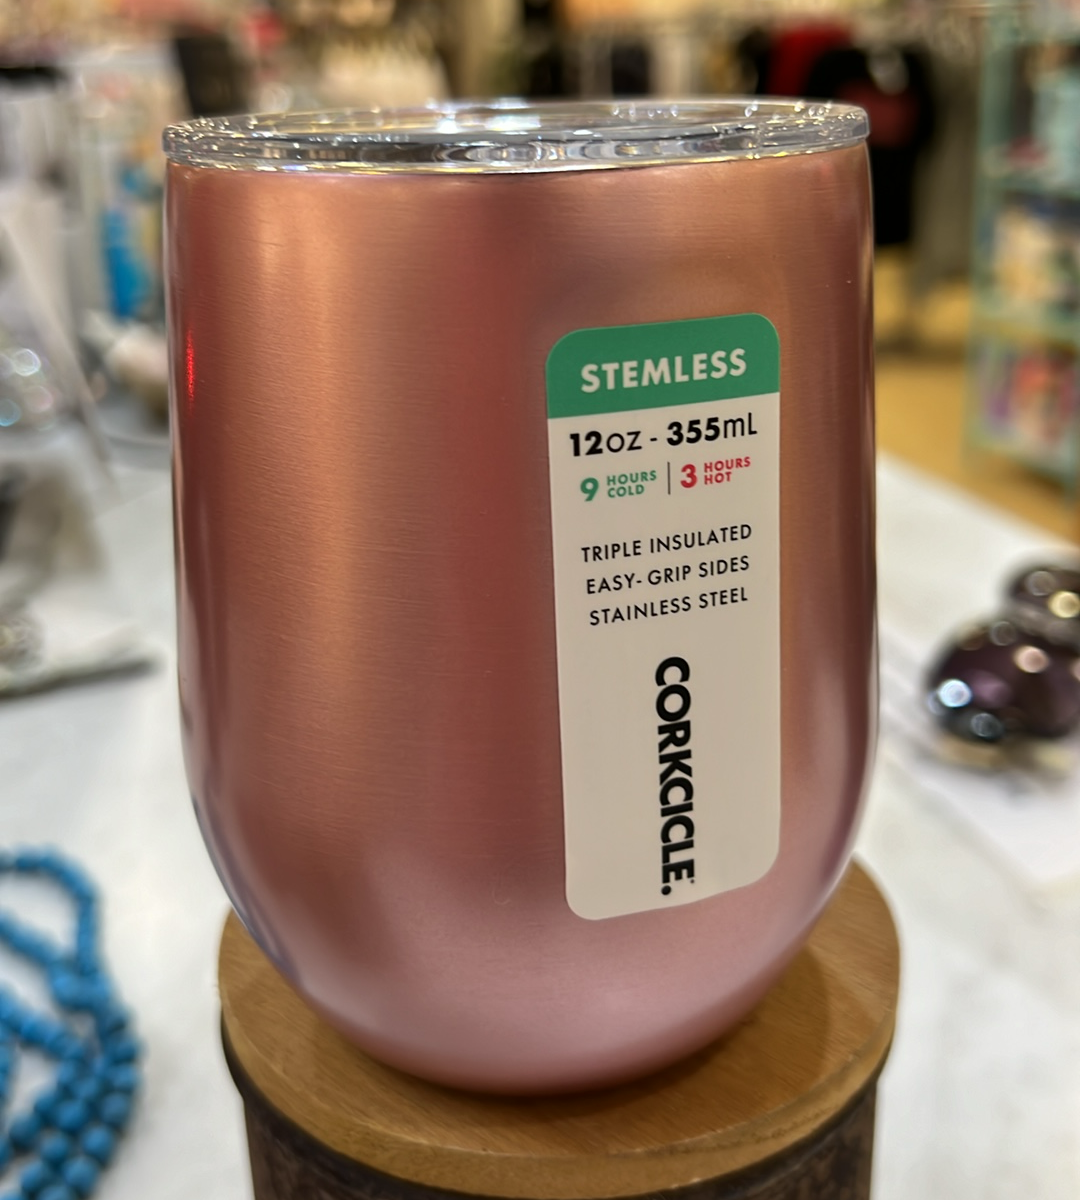 STEMLESS
12oz - 355mL
9 HOURS COLD | 3 HOURS HOT
TRIPLE INSULATED
EASY- GRIP SIDES
STAINLESS STEEL
CORKCICLE.